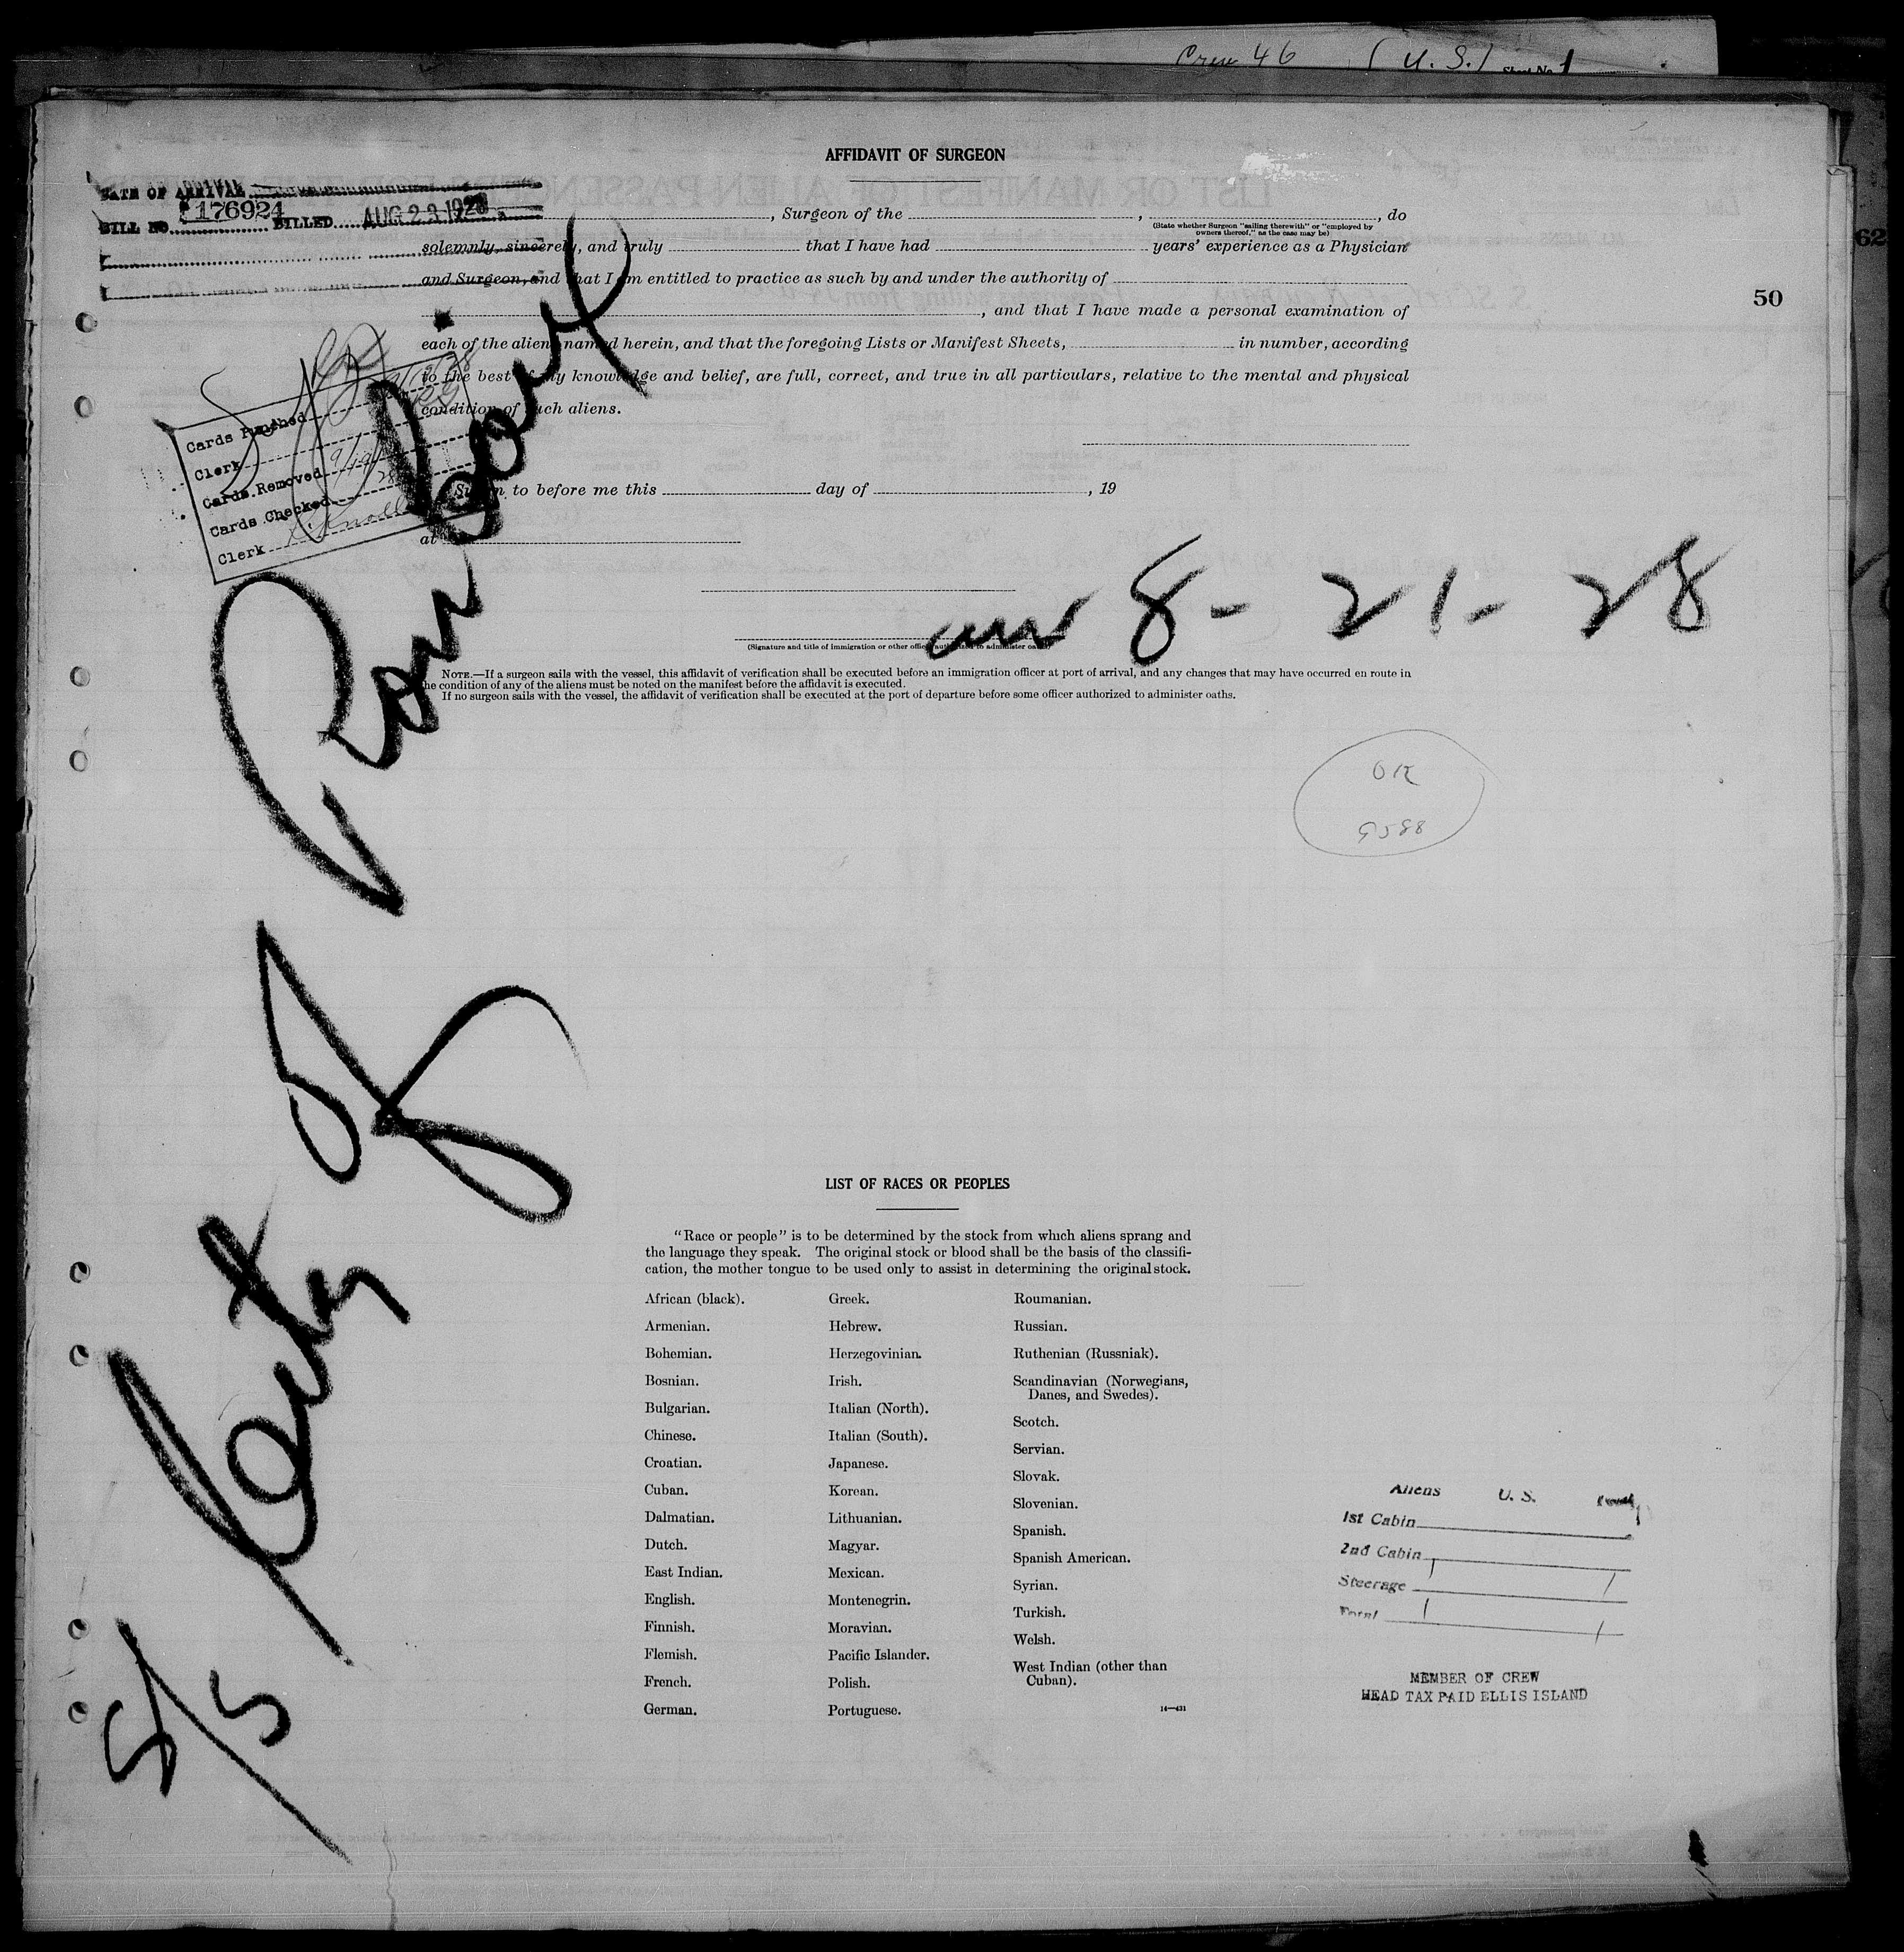 Crew 46 (U.S.) Sheet No. 1
AFFIDAVIT OF SURGEON
DATE OF ARRIVAL
BILL NO. 176924 BILLED AUG 23 1928
, Surgeon of the , , do
(State whether Surgeon "sailing therewith" or "employed by
owners thereof," as the case may be)
solemnly, sincerely, and truly that I have had years' experience as a Physician
and Surgeon, and that I am entitled to practice as such by and under the authority of
62
50
, and that I have made a personal examination of
each of the aliens named herein, and that the foregoing Lists or Manifest Sheets, in number, according
to the best of my knowledge and belief, are full, correct, and true in all particulars, relative to the mental and physical
condition of such aliens.
Cards Punched
Clerk
Cards Removed 9/19/28
Cards Checked
Clerk
Sworn to before me this day of , 19
at
arr 8-21-28
(Signature and title of immigration or other officer authorized to administer oaths)
NOTE.—If a surgeon sails with the vessel, this affidavit of verification shall be executed before an immigration officer at port of arrival, and any changes that may have occurred en route in
the condition of any of the aliens must be noted on the manifest before the affidavit is executed.
If no surgeon sails with the vessel, the affidavit of verification shall be executed at the port of departure before some officer authorized to administer oaths.
OK
9588
S/S City of
LIST OF RACES OR PEOPLES
"Race or people" is to be determined by the stock from which aliens sprang and
the language they speak. The original stock or blood shall be the basis of the classifi-
cation, the mother tongue to be used only to assist in determining the original stock.
African (black).
Armenian.
Bohemian.
Bosnian.
Bulgarian.
Chinese.
Croatian.
Cuban.
Dalmatian.
Dutch.
East Indian.
English.
Finnish.
Flemish.
French.
German.
Greek.
Hebrew.
Herzegovinian.
Irish.
Italian (North).
Italian (South).
Japanese.
Korean.
Lithuanian.
Magyar.
Mexican.
Montenegrin.
Moravian.
Pacific Islander.
Polish.
Portuguese.
Roumanian.
Russian.
Ruthenian (Russniak).
Scandinavian (Norwegians,
Danes, and Swedes).
Scotch.
Servian.
Slovak.
Slovenian.
Spanish.
Spanish American.
Syrian.
Turkish.
Welsh.
West Indian (other than
Cuban).
14—431
Aliens U. S.
1st Cabin
2nd Cabin
Steerage 1 1
Total 1 1
MEMBER OF CREW
HEAD TAX PAID ELLIS ISLAND